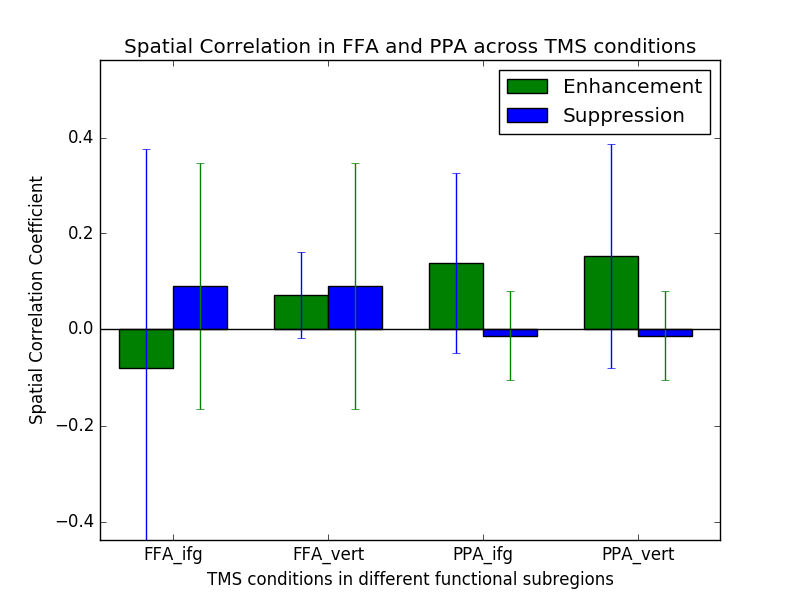 Spatial Correlation in FFA and PPA across TMS conditions
Enhancement
Suppression
Spatial Correlation Coefficient
0.4
0.2
0.0
−0.2
−0.4
FFA_ifg
FFA_vert
PPA_ifg
PPA_vert
TMS conditions in different functional subregions